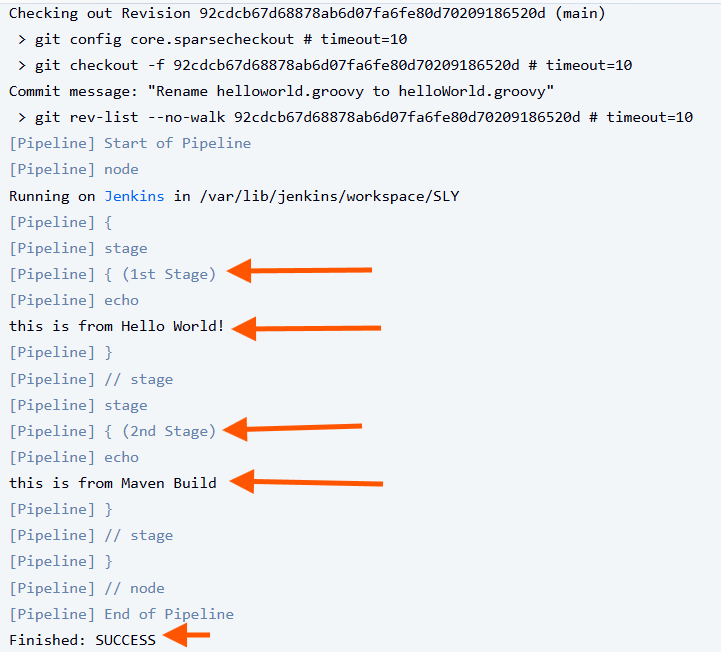 Checking out Revision 92cdcb67d68878ab6d07fa6fe80d70209186520d (main)
> git config core.sparsecheckout # timeout=10
> git checkout -f 92cdcb67d68878ab6d07fa6fe80d70209186520d # timeout=10
Commit message: "Rename helloworld.groovy to helloWorld.groovy"
> git rev-list --no-walk 92cdcb67d68878ab6d07fa6fe80d70209186520d # timeout=10
[Pipeline] Start of Pipeline
[Pipeline] node
Running on Jenkins in /var/lib/jenkins/workspace/SLY
[Pipeline] {
[Pipeline] stage
[Pipeline] { (1st Stage)
[Pipeline] echo
this is from Hello World!
[Pipeline] }
[Pipeline] // stage
[Pipeline] stage
[Pipeline] { (2nd Stage)
[Pipeline] echo
this is from Maven Build
[Pipeline] }
[Pipeline] // stage
[Pipeline] }
[Pipeline] // node
[Pipeline] End of Pipeline
Finished: SUCCESS